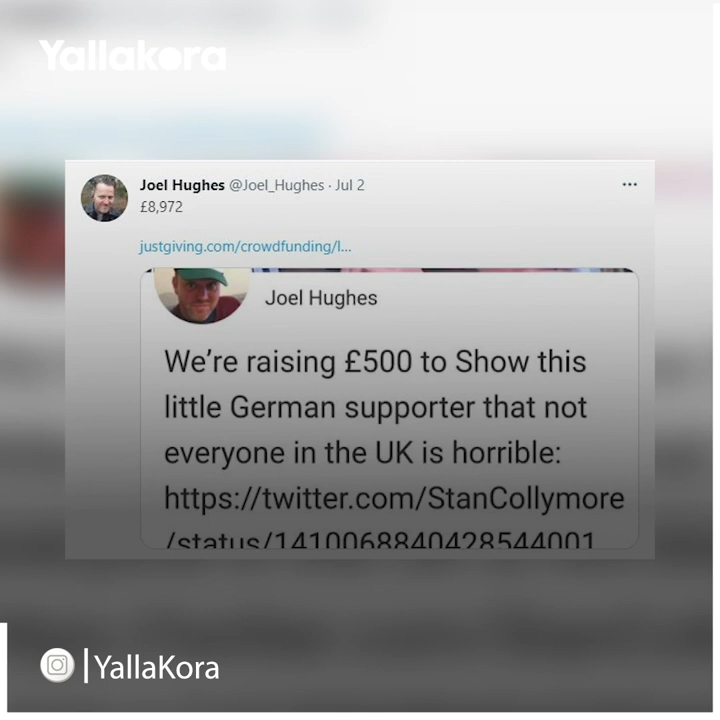 Yallakora
Joel Hughes @Joel_Hughes · Jul 2
£8,972
justgiving.com/crowdfunding/l...
Joel Hughes
We’re raising £500 to Show this
little German supporter that not
everyone in the UK is horrible:
https://twitter.com/StanCollymore
/status/1410068840428544001
YallaKora